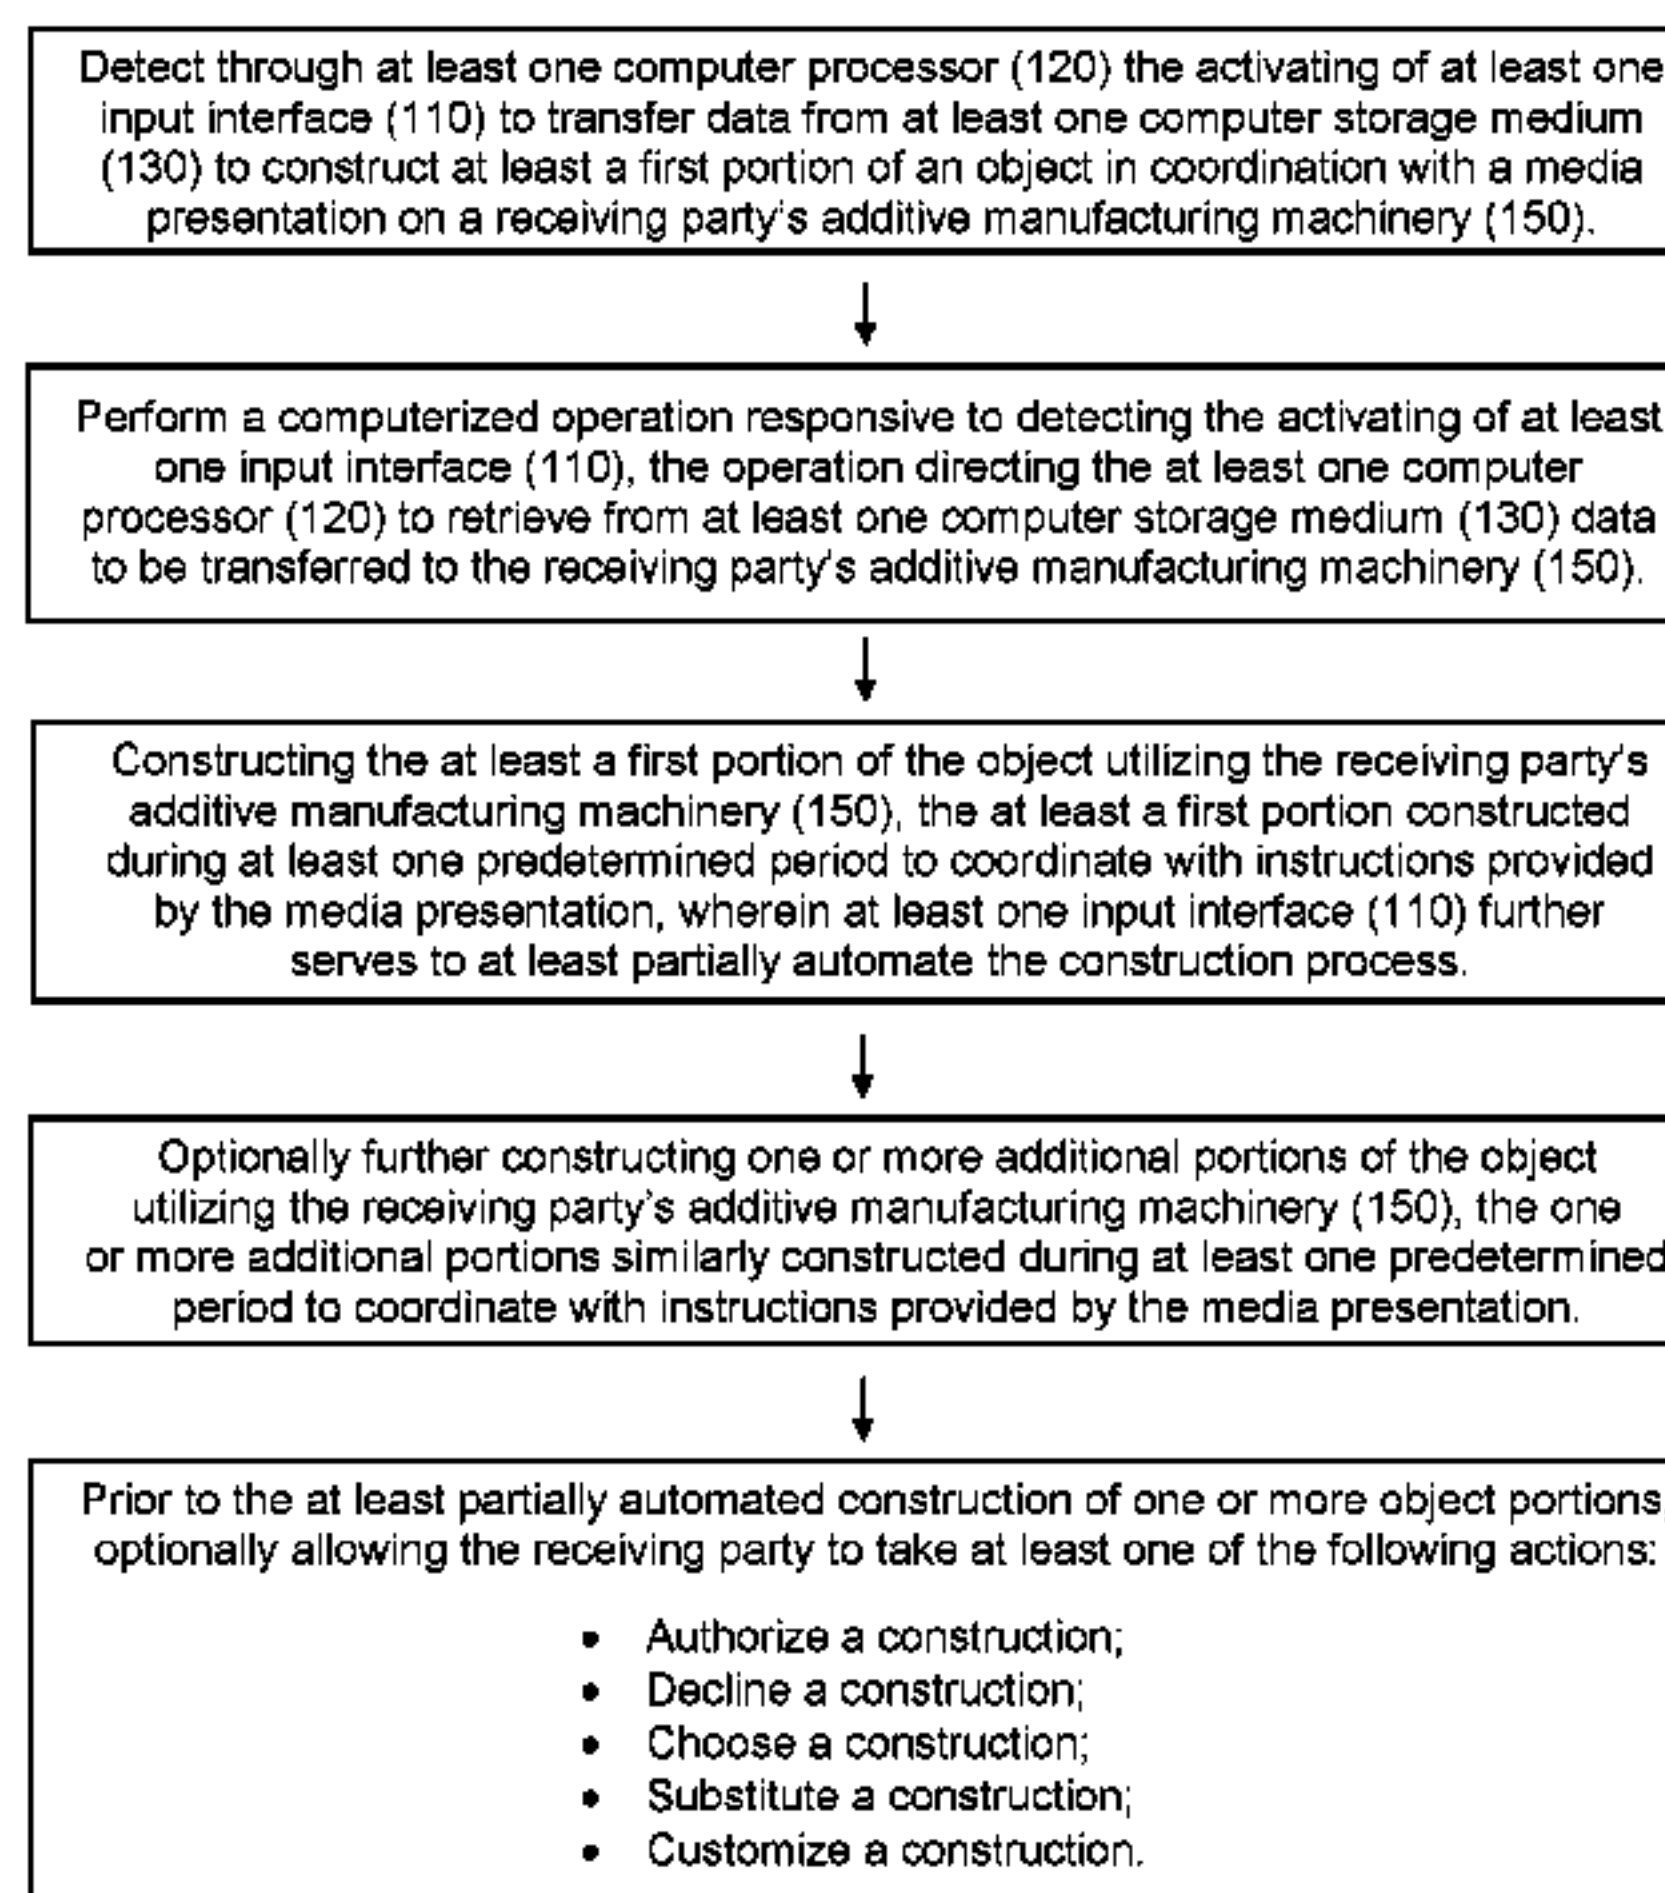 Detect through at least one computer processor (120) the activating of at least one
input interface (110) to transfer data from at least one computer storage medium
(130) to construct at least a first portion of an object in coordination with a media
presentation on a receiving party's additive manufacturing machinery (150).
Perform a computerized operation responsive to detecting the activating of at least
one input interface (110), the operation directing the at least one computer
processor (120) to retrieve from at least one computer storage medium (130) data
to be transferred to the receiving party's additive manufacturing machinery (150).
Constructing the at least a first portion of the object utilizing the receiving party's
additive manufacturing machinery (150), the at least a first portion constructed
during at least one predetermined period to coordinate with instructions provided
by the media presentation, wherein at least one input interface (110) further
serves to at least partially automate the construction process.
Optionally further constructing one or more additional portions of the object
utilizing the receiving party's additive manufacturing machinery (150), the one
or more additional portions similarly constructed during at least one predetermined
period to coordinate with instructions provided by the media presentation.
Prior to the at least partially automated construction of one or more object portions,
optionally allowing the receiving party to take at least one of the following actions:
• Authorize a construction;
• Decline a construction;
• Choose a construction;
• Substitute a construction;
• Customize a construction.